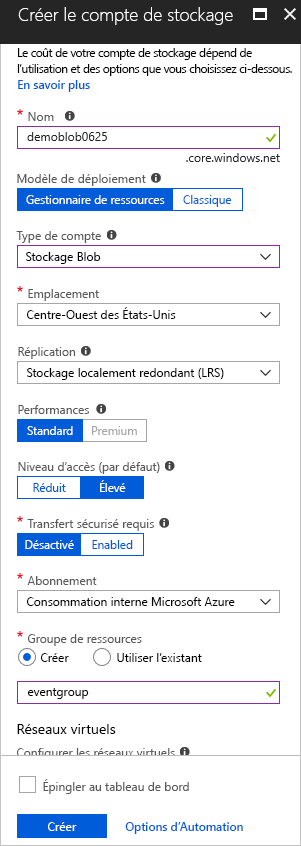 Créer le compte de stockage
Le coût de votre compte de stockage dépend de
l'utilisation et des options que vous choisissez ci-dessous.
En savoir plus
* Nom
demoblob0625
.core.windows.net
Modèle de déploiement
Gestionnaire de ressources Classique
Type de compte
Stockage Blob
* Emplacement
Centre-Ouest des États-Unis
Réplication
Stockage localement redondant (LRS)
Performances
Standard Premium
Niveau d'accès (par défaut)
Réduit Élevé
* Transfert sécurisé requis
Désactivé Enabled
* Abonnement
Consommation interne Microsoft Azure
* Groupe de ressources
Créer Utiliser l'existant
eventgroup
Réseaux virtuels
Configurer les réseaux virtuels
Épingler au tableau de bord
Créer Options d'Automation